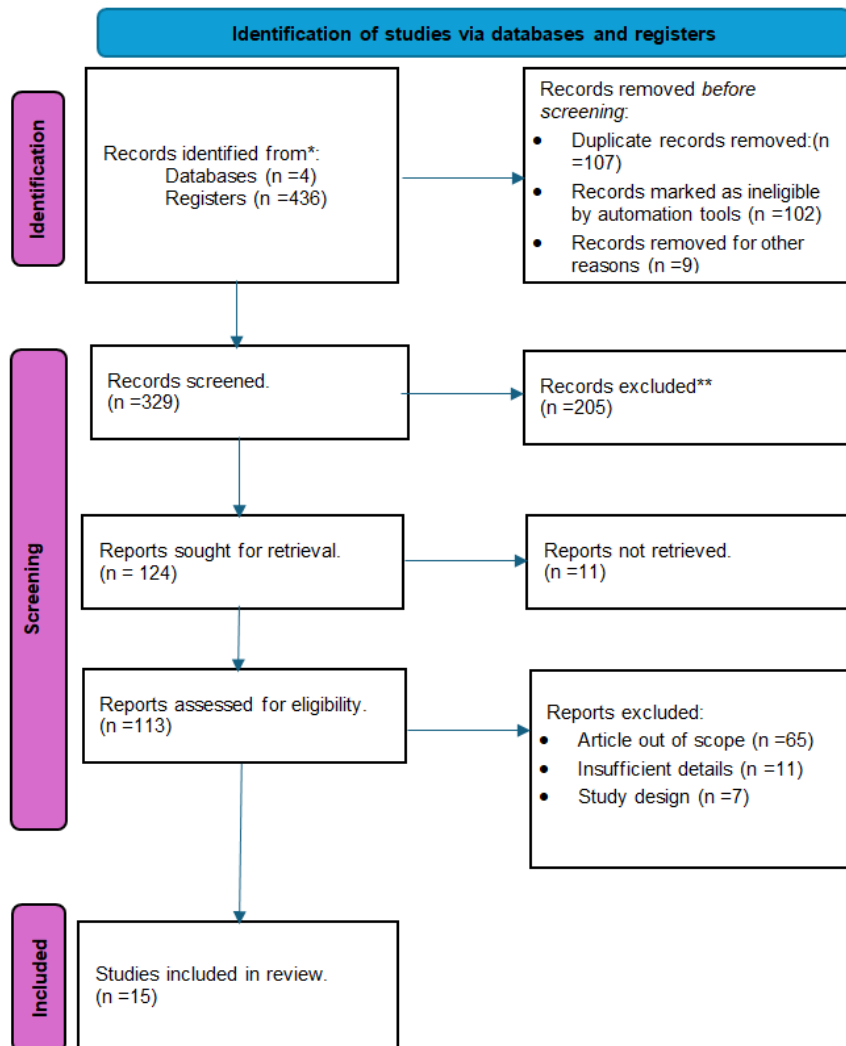 Identification of studies via databases and registers
Identification
Records identified from*:
Databases (n =4)
Registers (n =436)
Records removed before
screening:
• Duplicate records removed:(n
=107)
• Records marked as ineligible
by automation tools (n =102)
• Records removed for other
reasons (n =9)
Screening
Records screened.
(n =329)
Records excluded**
(n =205)
Reports sought for retrieval.
(n = 124)
Reports not retrieved.
(n =11)
Reports assessed for eligibility.
(n =113)
Reports excluded:
• Article out of scope (n =65)
• Insufficient details (n =11)
• Study design (n =7)
Included
Studies included in review.
(n =15)